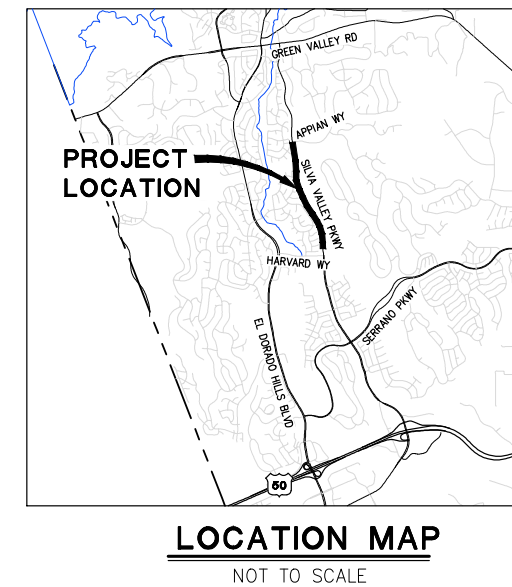 GREEN VALLEY RD
APPIAN WY
PROJECT
LOCATION
SILVA VALLEY PKWY
HARVARD WY
SERRANO PKWY
EL DORADO HILLS BLVD
50
LOCATION MAP
NOT TO SCALE